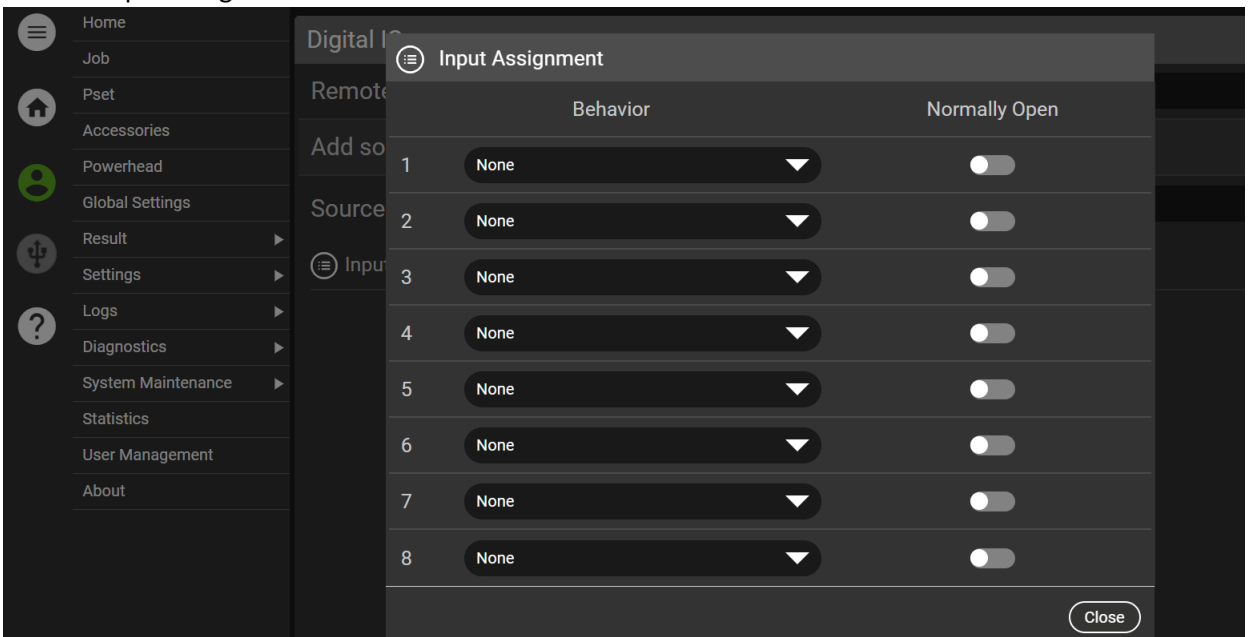 Home
Job
Pset
Accessories
Powerhead
Global Settings
Result
Settings
Logs
Diagnostics
System Maintenance
Statistics
User Management
About
Digital I
Remote
Add so
Source
Input
Input Assignment
Behavior Normally Open
1 None
2 None
3 None
4 None
5 None
6 None
7 None
8 None
Close